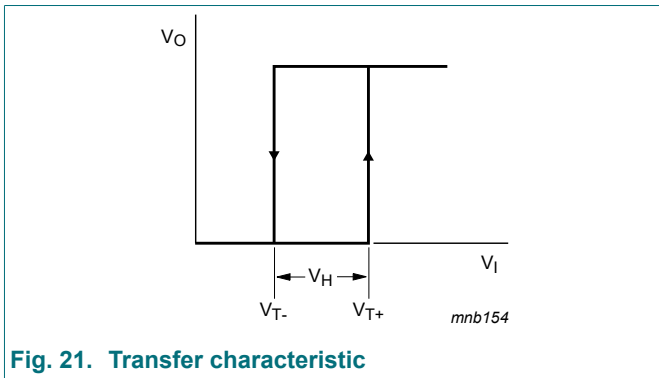 VO
VI
VH
VT-
VT+
mnb154
Fig. 21. Transfer characteristic